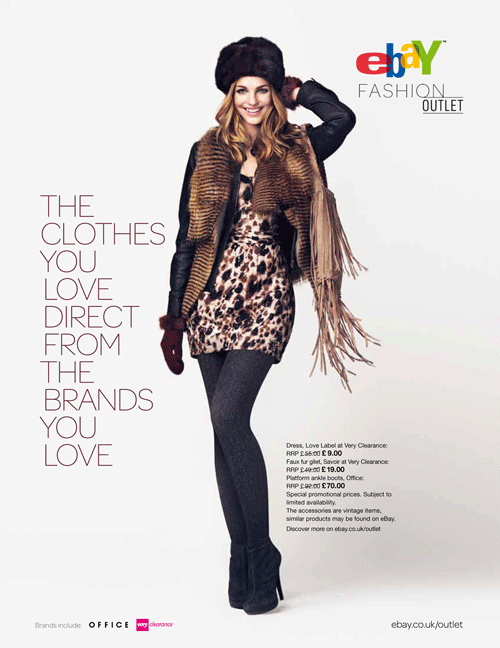 ebaY™
FASHION
OUTLET
THE
CLOTHES
YOU
LOVE
DIRECT
FROM
THE
BRANDS
YOU
LOVE
Dress, Love Label at Very Clearance:
RRP £55.00 £9.00
Faux fur gilet, Savoir at Very Clearance:
RRP £49.00 £19.00
Platform ankle boots, Office:
RRP £92.00 £70.00
Special promotional prices. Subject to
limited availability.
The accessories are vintage items,
similar products may be found on eBay.
Discover more on ebay.co.uk/outlet
Brands include: OFFICE very clearance
ebay.co.uk/outlet